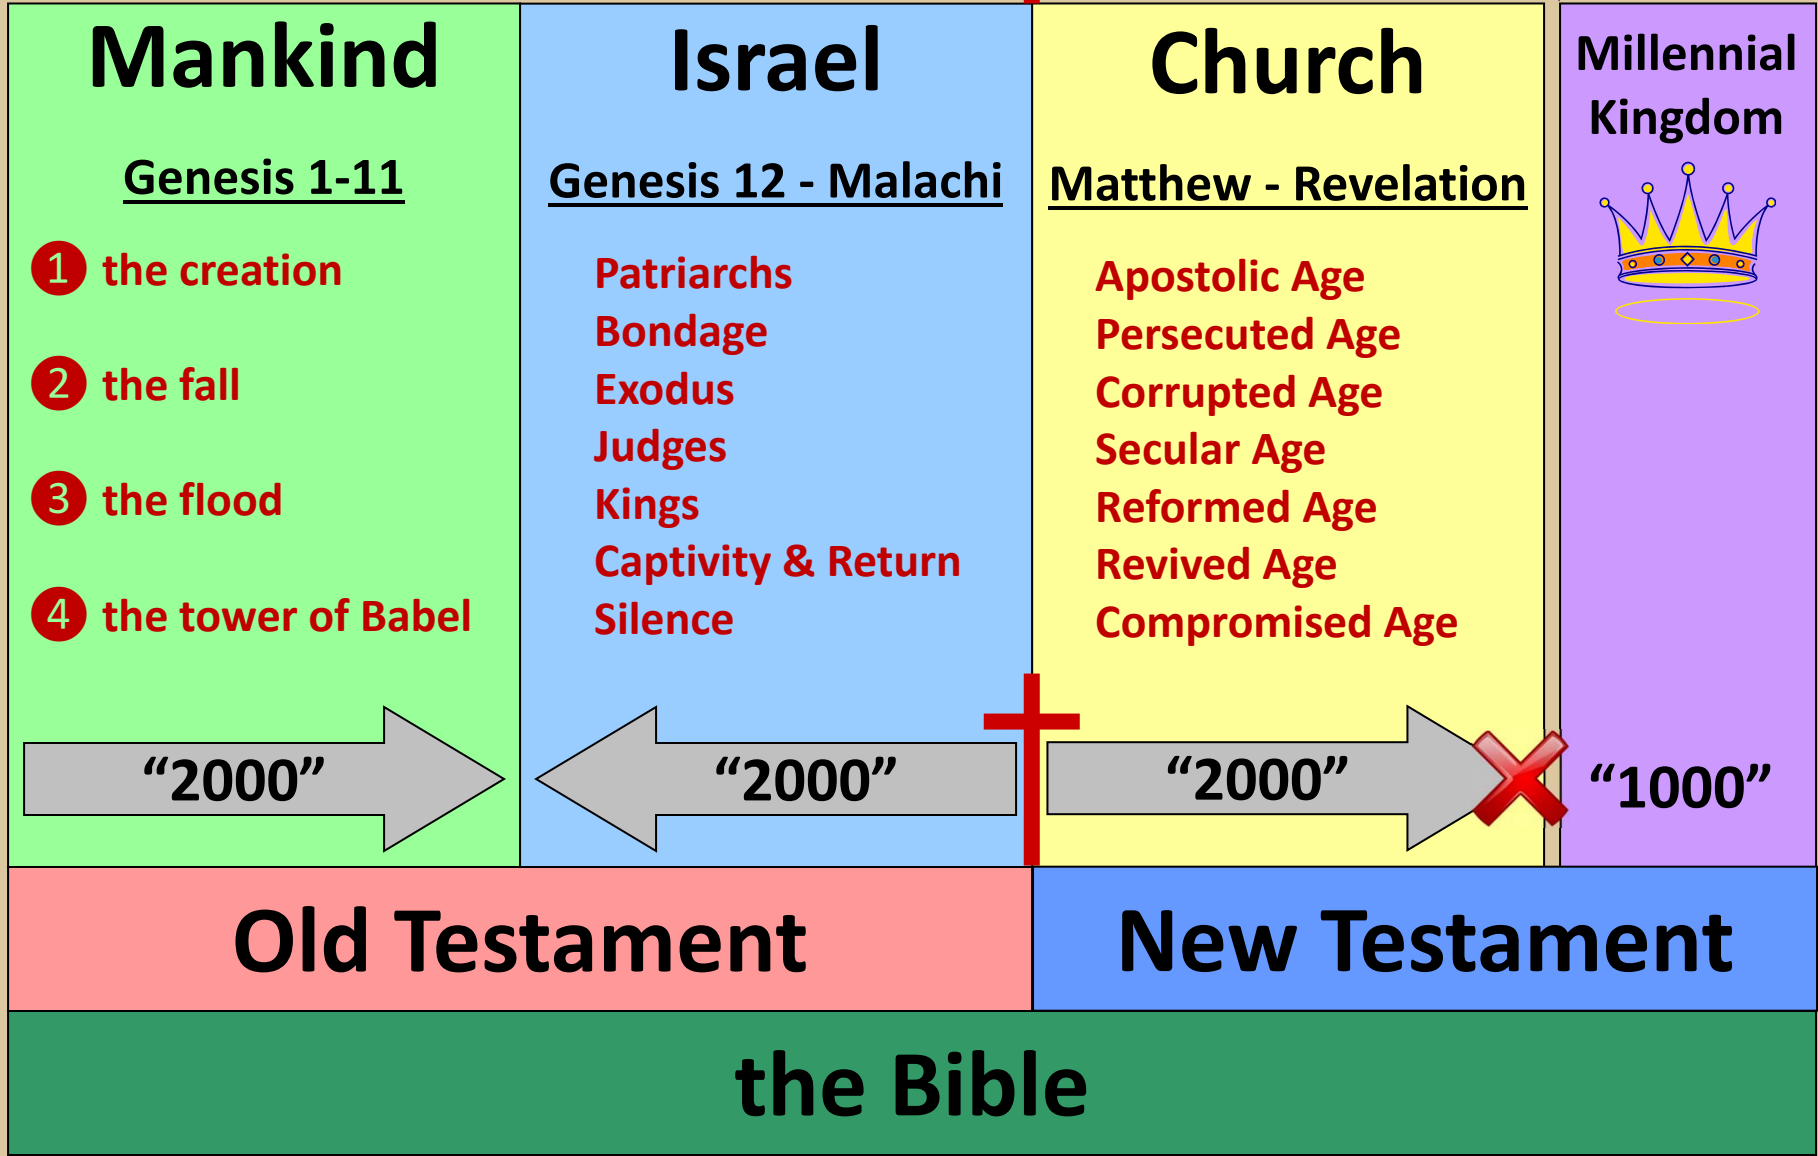 Mankind
Genesis 1-11
1 the creation
2 the fall
3 the flood
4 the tower of Babel
“2000”
Israel
Genesis 12 - Malachi
Patriarchs
Bondage
Exodus
Judges
Kings
Captivity & Return
Silence
“2000”
Church
Matthew - Revelation
Apostolic Age
Persecuted Age
Corrupted Age
Secular Age
Reformed Age
Revived Age
Compromised Age
“2000”
Millennial
Kingdom
“1000”
Old Testament
New Testament
the Bible